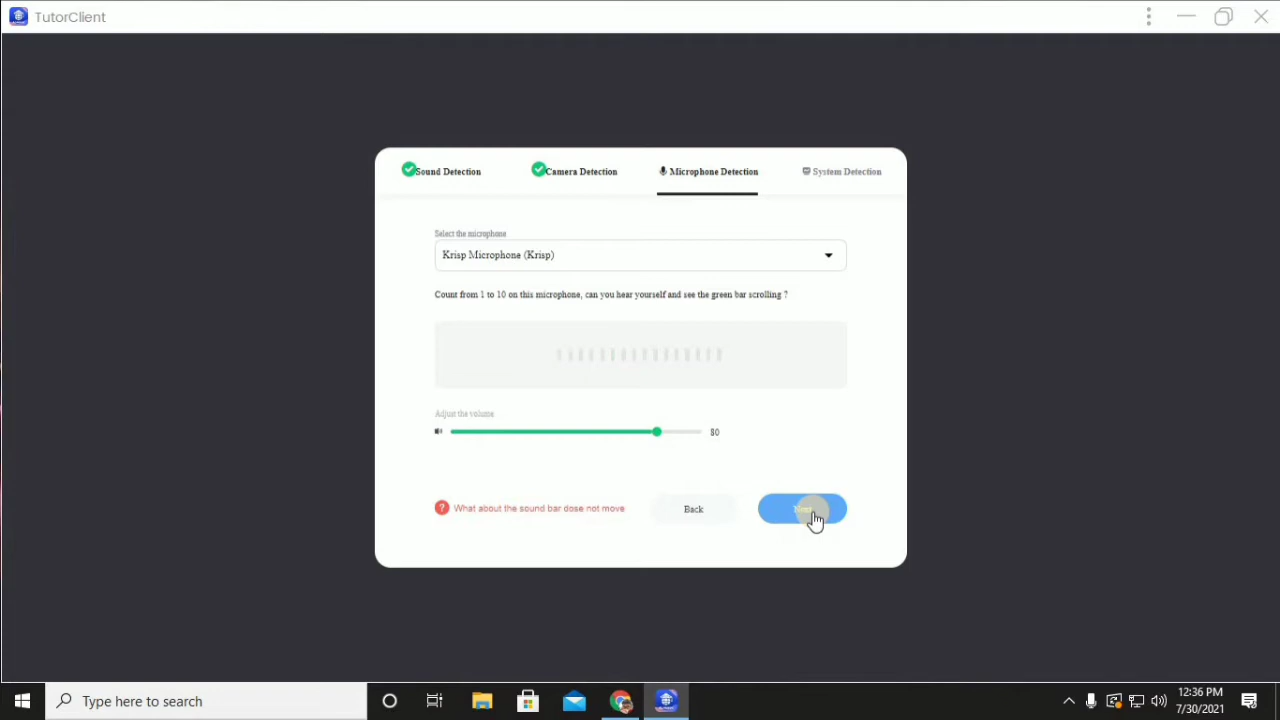 TutorClient
Sound Detection
Camera Detection
Microphone Detection
System Detection
Select the microphone
Krisp Microphone (Krisp)
Count from 1 to 10 on this microphone, can you hear yourself and see the green bar scrolling ?
Adjust the volume
80
? What about the sound bar dose not move
Back
Next
Type here to search
12:36 PM
7/30/2021